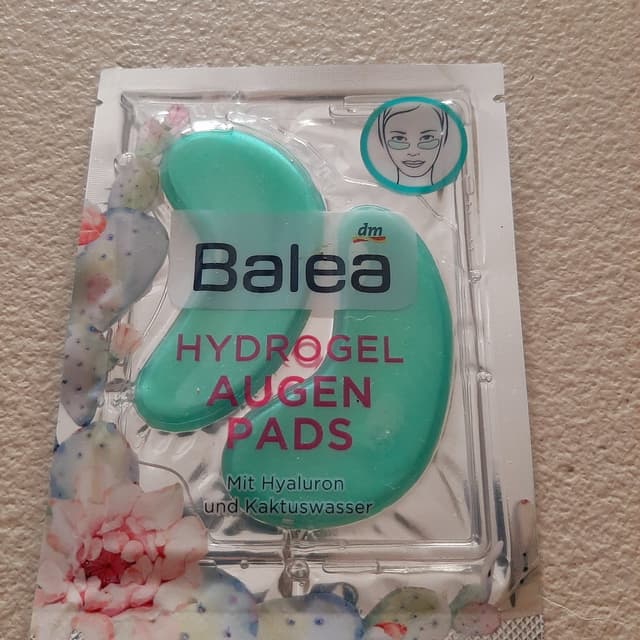 dm
Balea
HYDROGEL
AUGEN
PADS
Mit Hyaluron
und Kaktuswasser